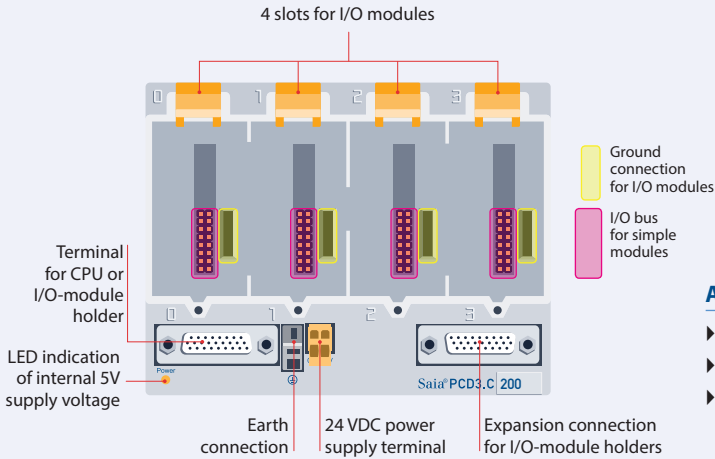 4 slots for I/O modules
0 1 2 3
Ground
connection
for I/O modules
I/O bus
for simple
modules
Terminal
for CPU or
I/O-module
holder
0 1 2 3
A
LED indication
of internal 5V
supply voltage
Power
Saia® PCD3.C 200
Earth
connection
24 VDC power
supply terminal
Expansion connection
for I/O-module holders